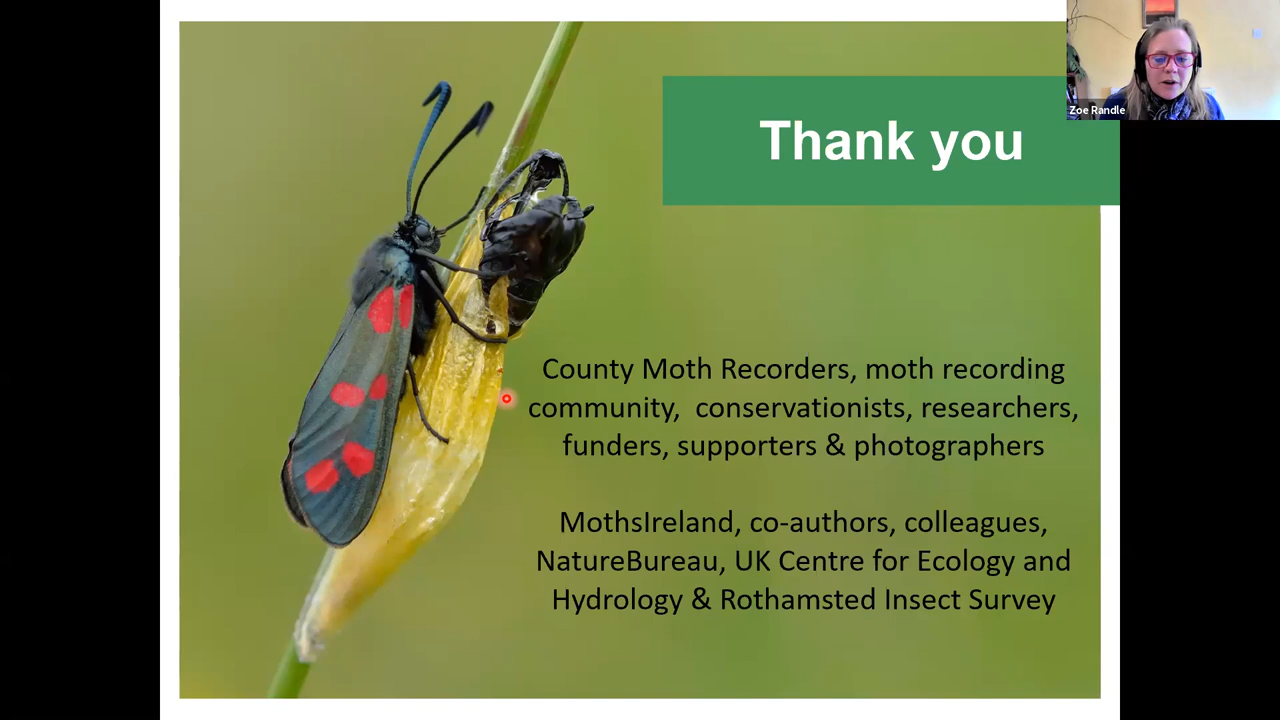 Zoe Randle
Thank you
County Moth Recorders, moth recording
community, conservationists, researchers,
funders, supporters & photographers
MothsIreland, co-authors, colleagues,
NatureBureau, UK Centre for Ecology and
Hydrology & Rothamsted Insect Survey